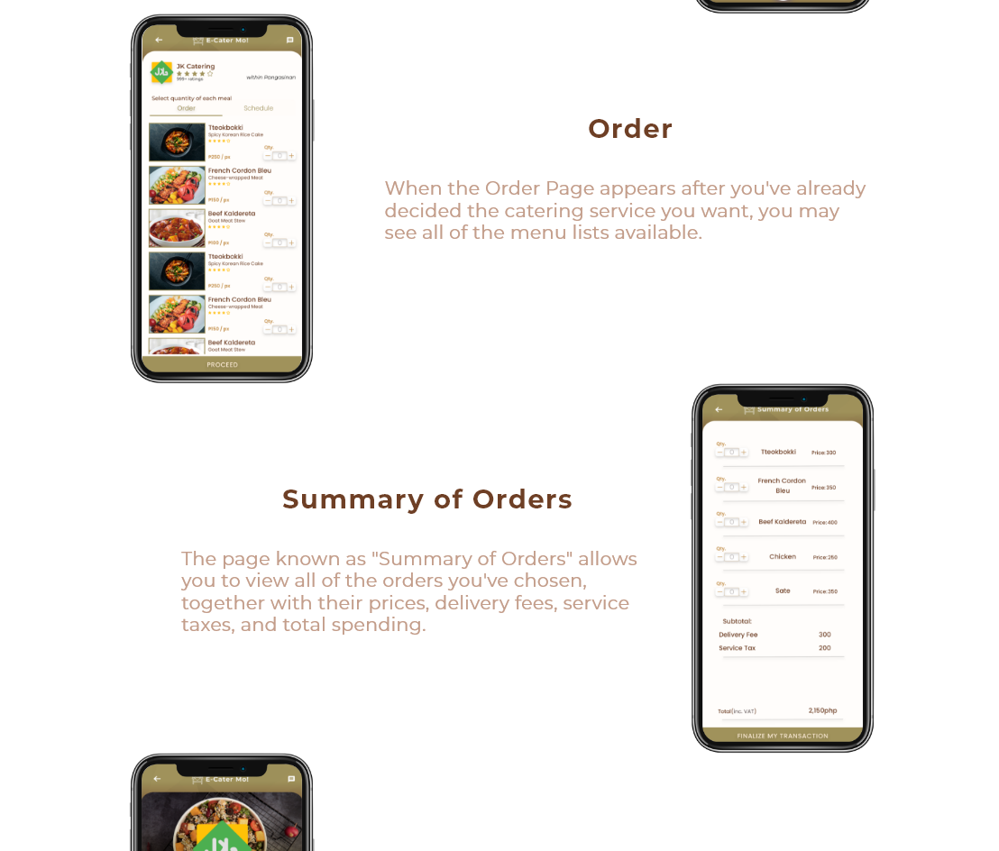 E-Cater Mo!
JK Catering
999+ ratings
within Pangasinan
Select quantity of each meal
Order
Schedule
Tteokbokki
Spicy Korean Rice Cake
Qty.
- 0 +
French Cordon Bleu
Cheese-wrapped Meat
₱150 / px
Qty.
- 0 +
Beef Kaldereta
Goat Meat Stew
Qty.
- 0 +
Tteokbokki
Spicy Korean Rice Cake
₱250 / px
Qty.
- 0 +
French Cordon Bleu
Cheese-wrapped Meat
₱150 / px
Qty.
- 0 +
Beef Kaldereta
Goat Meat Stew
PROCEED
Order
When the Order Page appears after you've already
decided the catering service you want, you may
see all of the menu lists available.
Summary of Orders
The page known as "Summary of Orders" allows
you to view all of the orders you've chosen,
together with their prices, delivery fees, service
taxes, and total spending.
Summary of Orders
Qty.
- 0 +
Tteokbokki
Price:300
Qty.
- 0 +
French Cordon
Bleu
Price:350
Qty.
- 0 +
Beef Kaldereta
Price:400
Qty.
- 0 +
Chicken
Price:250
Qty.
- 0 +
Sate
Price:350
Subtotal:
Delivery Fee 300
Service Tax 200
Total(inc. VAT) 2,150php
FINALIZE MY TRANSACTION
E-Cater Mo!